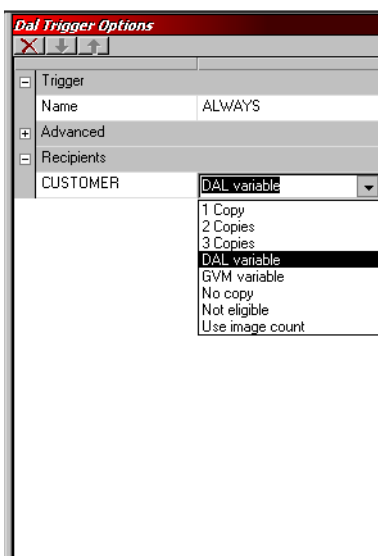 Dal Trigger Options
Trigger
Name ALWAYS
Advanced
Recipients
CUSTOMER DAL variable
1 Copy
2 Copies
3 Copies
DAL variable
GVM variable
No copy
Not eligible
Use image count